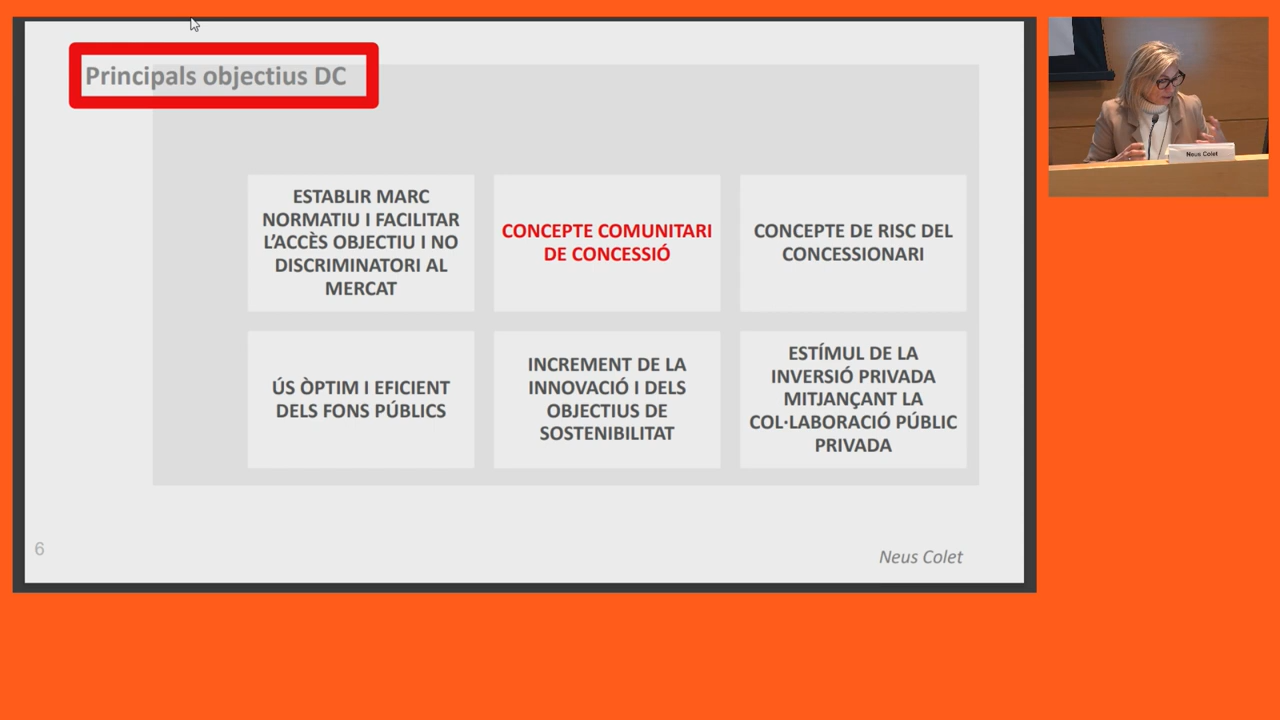 Principals objectius DC
ESTABLIR MARC
NORMATIU I FACILITAR
L'ACCÈS OBJECTIU I NO
DISCRIMINATORI AL
MERCAT
CONCEPTE COMUNITARI
DE CONCESSIÓ
CONCEPTE DE RISC DEL
CONCESSIONARI
ÚS ÒPTIM I EFICIENT
DELS FONS PÚBLICS
INCREMENT DE LA
INNOVACIÓ I DELS
OBJECTIUS DE
SOSTENIBILITAT
ESTÍMUL DE LA
INVERSIÓ PRIVADA
MITJANÇANT LA
COL·LABORACIÓ PÚBLIC
PRIVADA
6
Neus Colet
Neus Colet